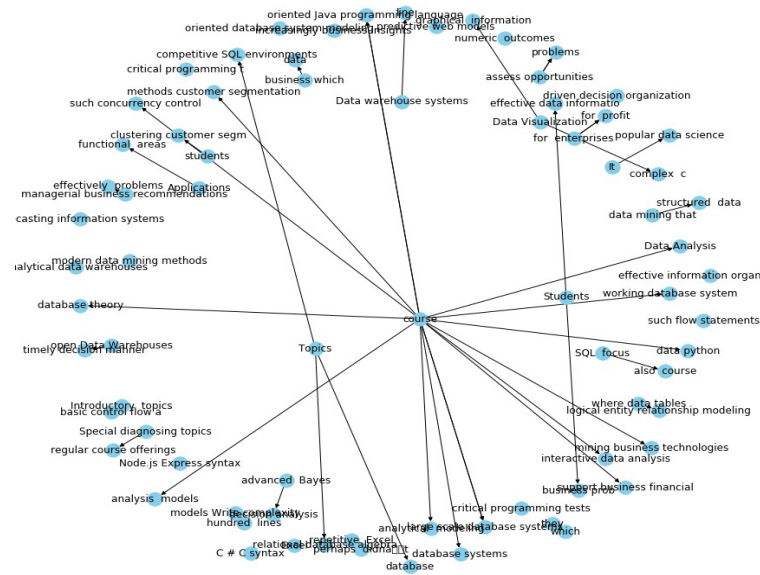 oriented Java programming language
line
graphical information
oriented database system modeling
increasingly business insights
predictive web models
numeric outcomes
competitive SQL environments
problems
data
critical programming t
business which
assess opportunities
methods customer segmentation
driven decision organization
such concurrency control
Data warehouse systems
effective data informatio
for profit
Data Visualization
clustering customer segm
for enterprises
popular data science
functional areas
students
It
complex c
effectively problems
Applications
managerial business recommendations
structured data
data mining that
casting information systems
Data Analysis
modern data mining methods
nalytical data warehouses
effective information organ
Students
working database system
database theory
course
such flow statements
open Data Warehouses
timely decision manner
Topics
SQL focus
data python
also course
Introductory topics
basic control flow a
where data tables
logical entity relationship modeling
Special diagnosing topics
regular course offerings
mining business technologies
Node.js Express syntax
interactive data analysis
advanced Bayes
support business financial
business prob
analysis models
critical programming tests
models Write complexity
decision analysis
hundred lines
analytical modeling
large scale database systems
they
which
repetitive Excel
relational database algebra
Excel
perhaps
C # C syntax
database systems
database